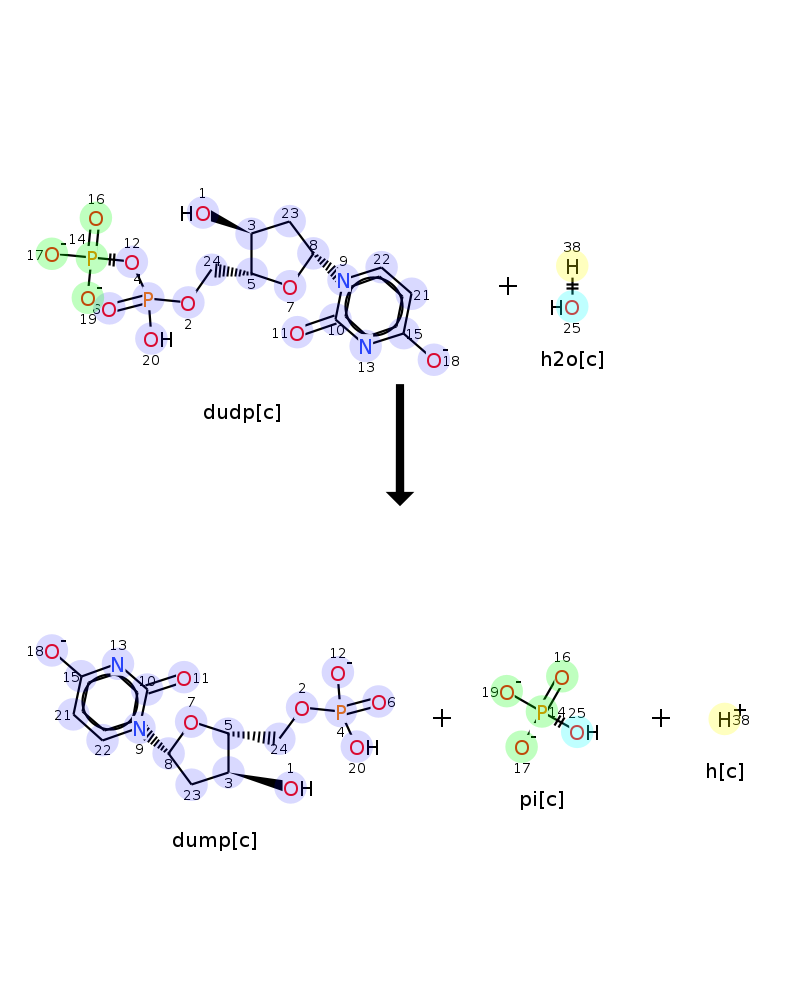 1
16
HO
23
O
38
14
12
3
8
H
17 O-
P
O
24
9
22
4
N
+
O-
O
P
O
5
O
21
HO
19
6
2
7
10
25
OH
11 O
15
20
N
O- 18
13
h2o[c]
dudp[c]
13
12
16
18 O-
N
O-
O
15
10
O 11
2
7
O
P
O 6
19 O-
O
5
P
14
25
21
N
4
+
OH
+
H+
38
22
9
8
24
OH
O-
3
20
17
23
1
OH
h[c]
pi[c]
dump[c]